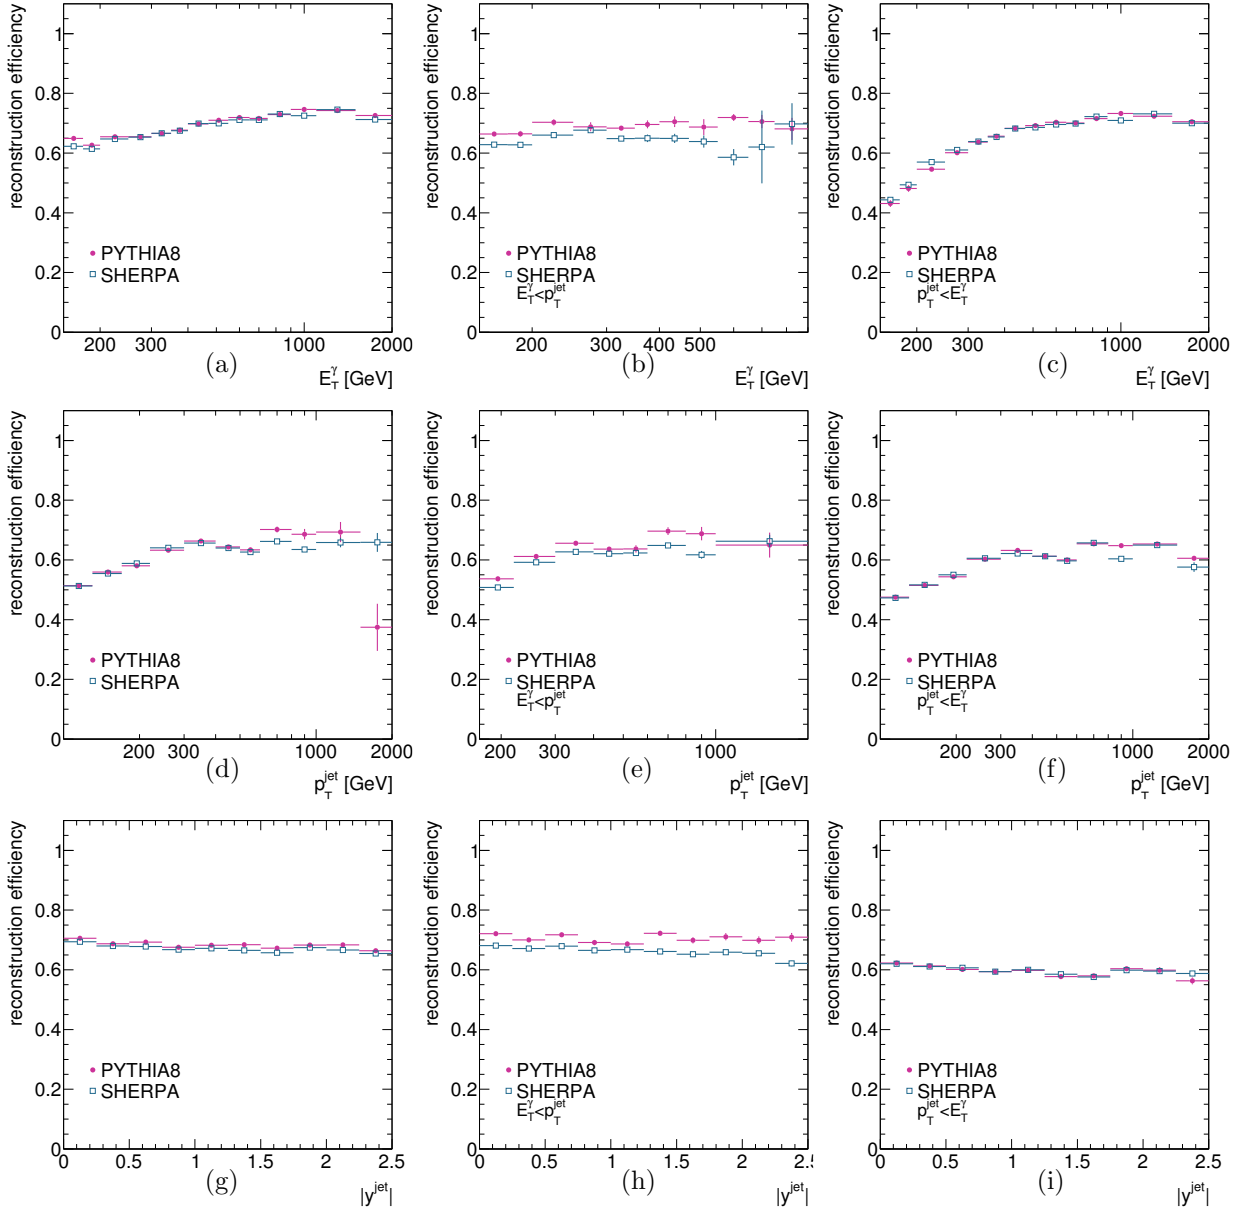 reconstruction efficiency
1
0.8
0.6
0.4
0.2
0
PYTHIA8
SHERPA
200 300 1000 2000
E_T^γ [GeV]
(a)
reconstruction efficiency
1
0.8
0.6
0.4
0.2
0
PYTHIA8
SHERPA
E_T^γ<p_T^jet
200 300 400 500
E_T^γ [GeV]
(b)
reconstruction efficiency
1
0.8
0.6
0.4
0.2
0
PYTHIA8
SHERPA
p_T^jet<E_T^γ
200 300 1000 2000
E_T^γ [GeV]
(c)
reconstruction efficiency
1
0.8
0.6
0.4
0.2
0
PYTHIA8
SHERPA
200 300 1000 2000
p_T^jet [GeV]
(d)
reconstruction efficiency
1
0.8
0.6
0.4
0.2
0
PYTHIA8
SHERPA
E_T^γ<p_T^jet
200 300 1000
p_T^jet [GeV]
(e)
reconstruction efficiency
1
0.8
0.6
0.4
0.2
0
PYTHIA8
SHERPA
p_T^jet<E_T^γ
200 300 1000 2000
p_T^jet [GeV]
(f)
reconstruction efficiency
1
0.8
0.6
0.4
0.2
0
PYTHIA8
SHERPA
0 0.5 1 1.5 2 2.5
|y^jet|
(g)
reconstruction efficiency
1
0.8
0.6
0.4
0.2
0
PYTHIA8
SHERPA
E_T^γ<p_T^jet
0 0.5 1 1.5 2 2.5
|y^jet|
(h)
reconstruction efficiency
1
0.8
0.6
0.4
0.2
0
PYTHIA8
SHERPA
p_T^jet<E_T^γ
0 0.5 1 1.5 2 2.5
|y^jet|
(i)